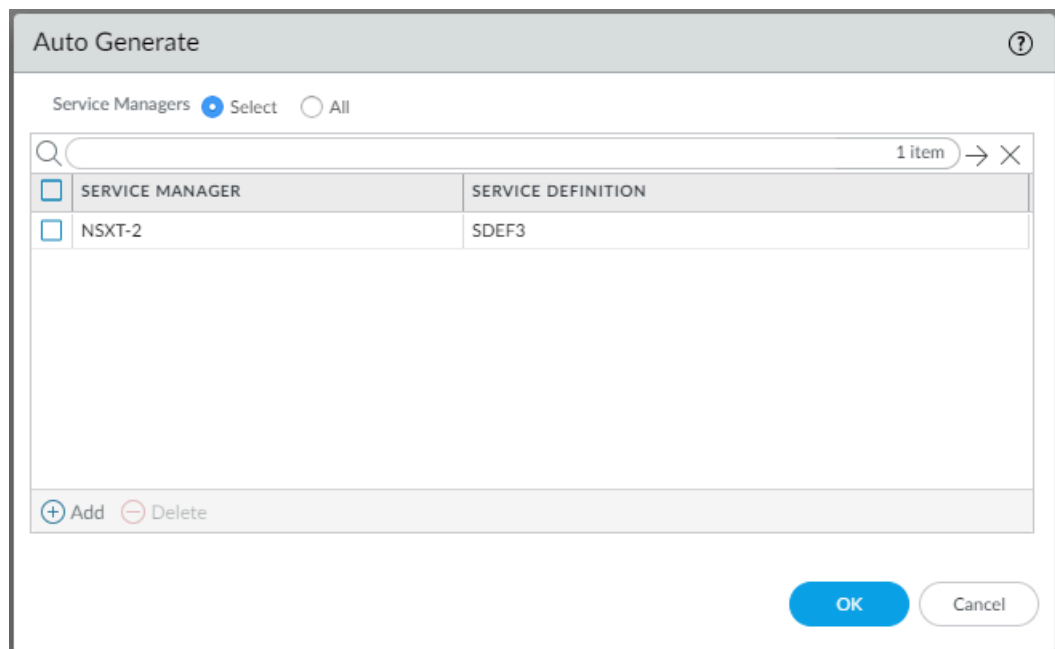 Auto Generate
Service Managers Select All
1 item
SERVICE MANAGER SERVICE DEFINITION
NSXT-2 SDEF3
Add Delete
OK Cancel